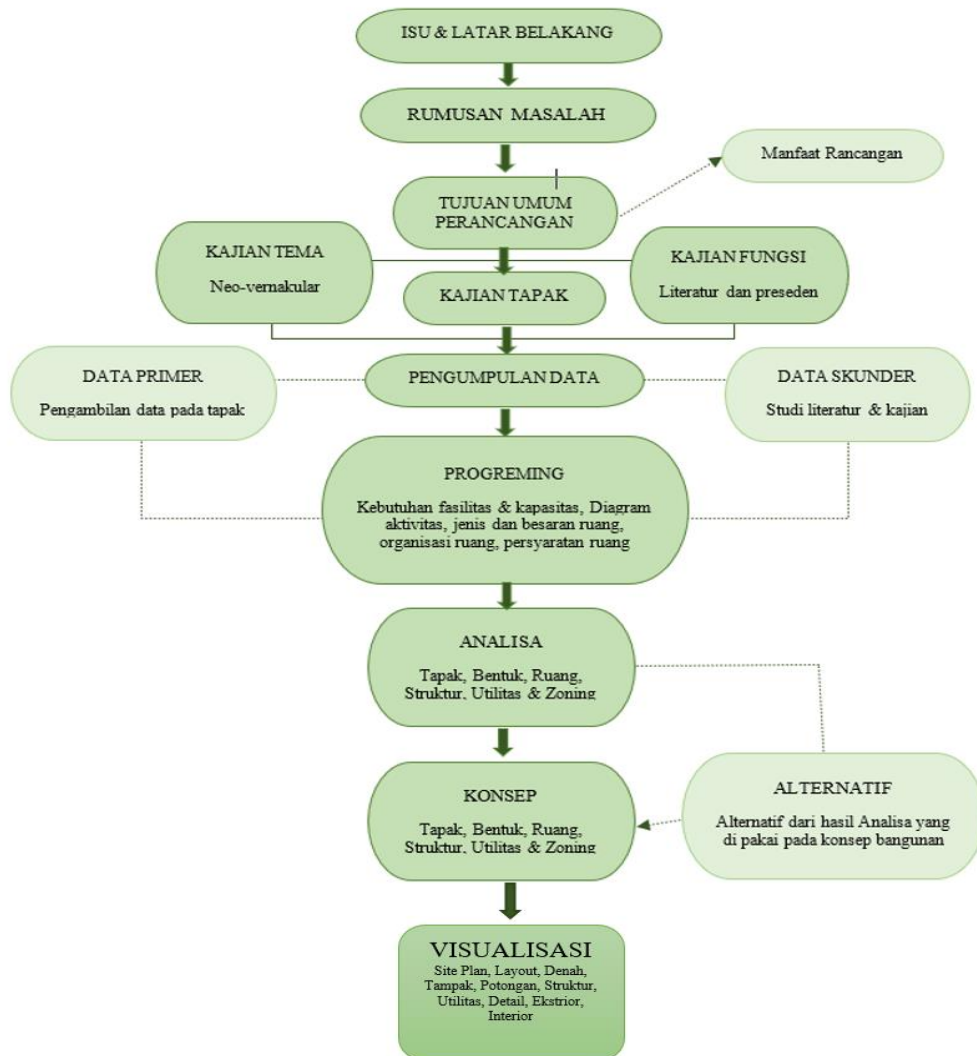 ISU & LATAR BELAKANG
RUMUSAN MASALAH
Manfaat Rancangan
TUJUAN UMUM
PERANCANGAN
KAJIAN TEMA
Neo-vernakular
KAJIAN FUNGSI
Literatur dan preseden
KAJIAN TAPAK
DATA PRIMER
Pengambilan data pada tapak
PENGUMPULAN DATA
DATA SKUNDER
Studi literatur & kajian
PROGREMING
Kebutuhan fasilitas & kapasitas, Diagram
aktivitas, jenis dan besaran ruang,
organisasi ruang, persyaratan ruang
ANALISA
Tapak, Bentuk, Ruang,
Struktur, Utilitas & Zoning
KONSEP
Tapak, Bentuk, Ruang,
Struktur, Utilitas & Zoning
ALTERNATIF
Alternatif dari hasil Analisa yang
di pakai pada konsep bangunan
VISUALISASI
Site Plan, Layout, Denah,
Tampak, Potongan, Struktur,
Utilitas, Detail, Ekstrior,
Interior